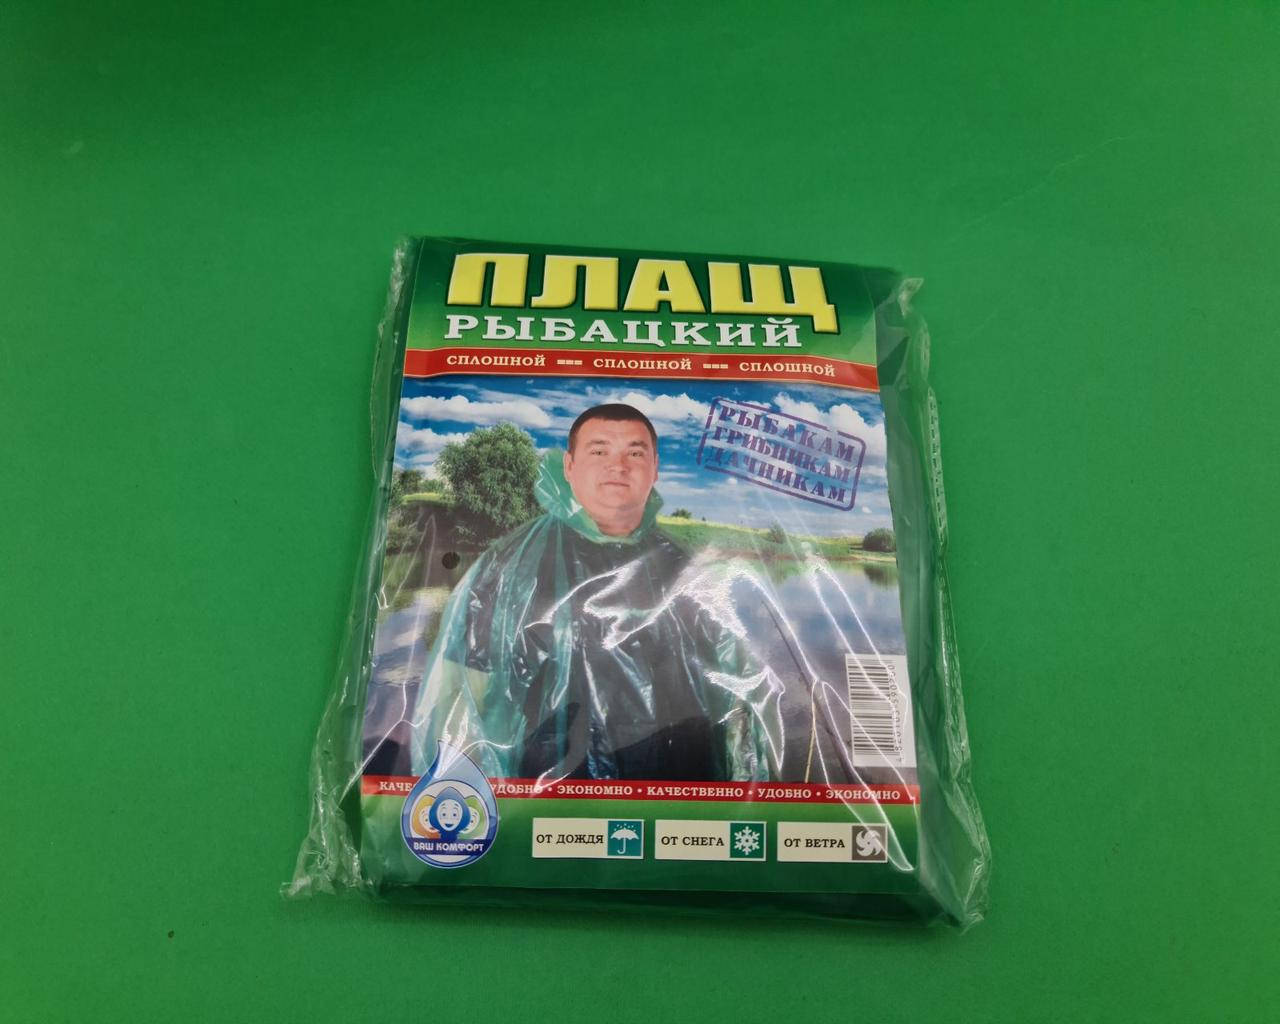 ПЛАЩ
РЫБАЦКИЙ
СПЛОШНОЙ === СПЛОШНОЙ === СПЛОШНОЙ
РЫБАКАМ
ГРИБНИКАМ
ДАЧНИКАМ
УДОБНО • ЭКОНОМНО • КАЧЕСТВЕННО • УДОБНО • ЭКОНОМНО
ВАШ КОМФОРТ
ОТ ДОЖДЯ
ОТ СНЕГА
ОТ ВЕТРА